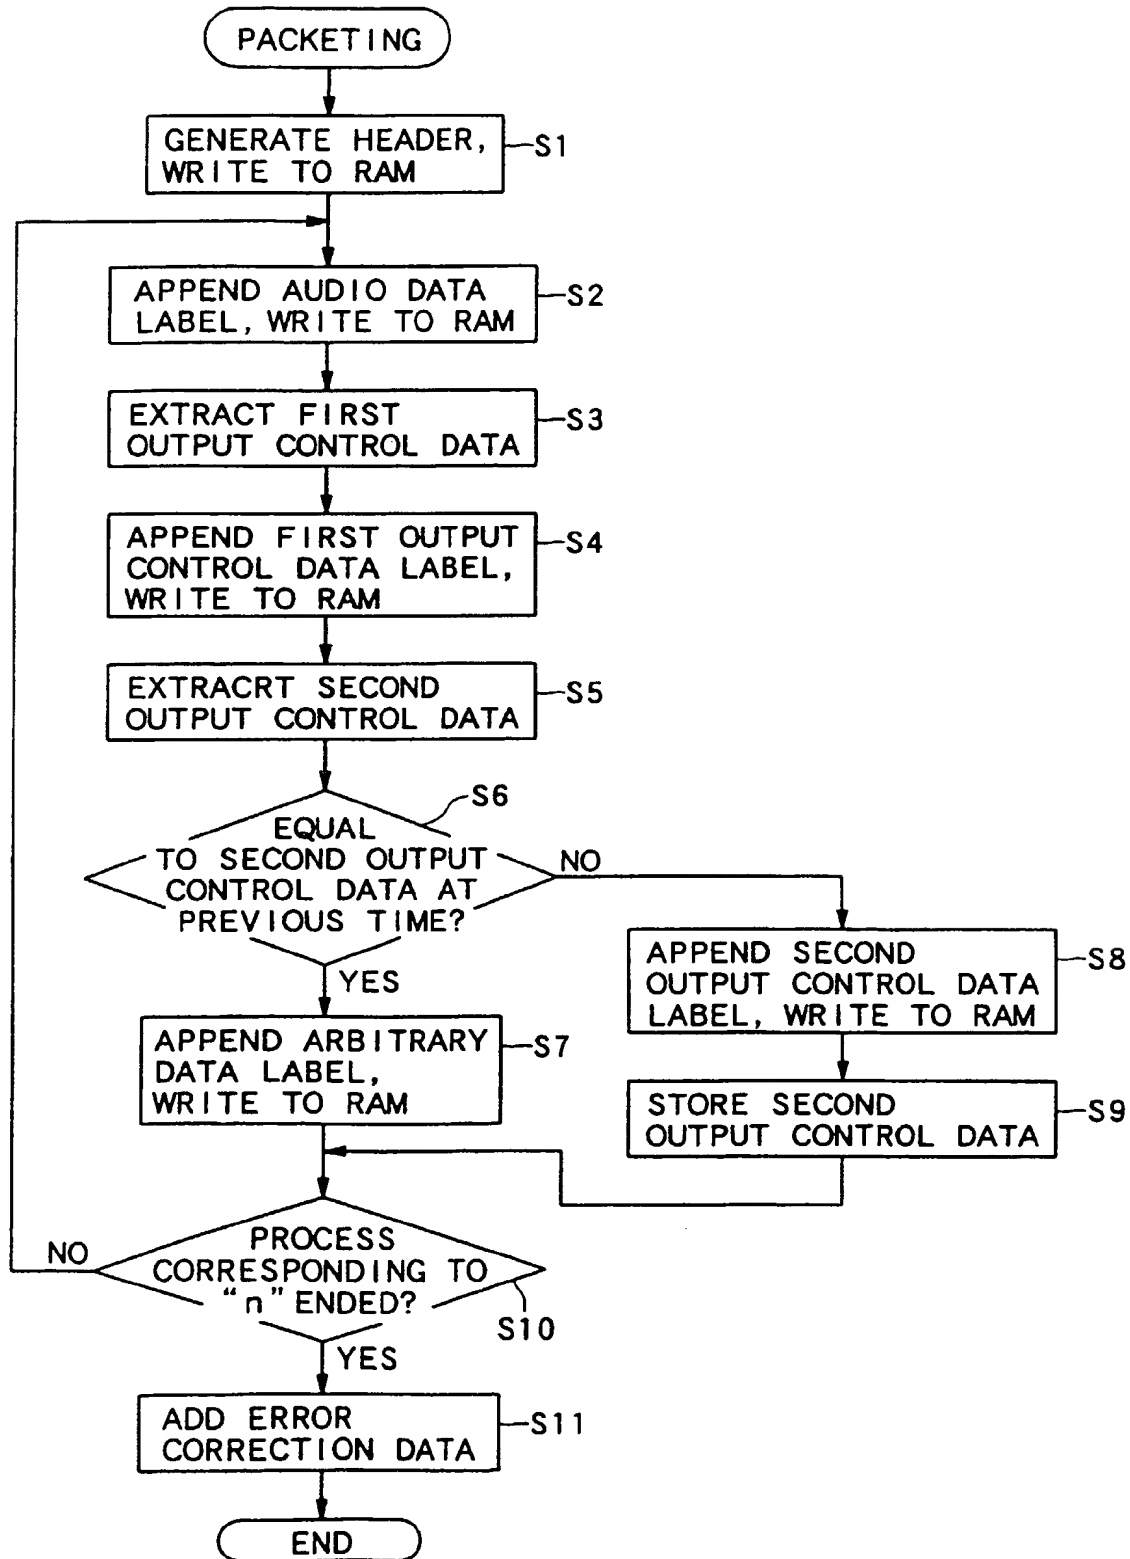 PACKETING
GENERATE HEADER,
WRITE TO RAM
S1
APPEND AUDIO DATA
LABEL, WRITE TO RAM
S2
EXTRACT FIRST
OUTPUT CONTROL DATA
S3
APPEND FIRST OUTPUT
CONTROL DATA LABEL,
WRITE TO RAM
S4
EXTRACRT SECOND
OUTPUT CONTROL DATA
S5
S6
EQUAL
TO SECOND OUTPUT
CONTROL DATA AT
PREVIOUS TIME?
NO
YES
APPEND ARBITRARY
DATA LABEL,
WRITE TO RAM
S7
APPEND SECOND
OUTPUT CONTROL DATA
LABEL, WRITE TO RAM
S8
STORE SECOND
OUTPUT CONTROL DATA
S9
PROCESS
CORRESPONDING TO
“n” ENDED?
NO
S10
YES
ADD ERROR
CORRECTION DATA
S11
END